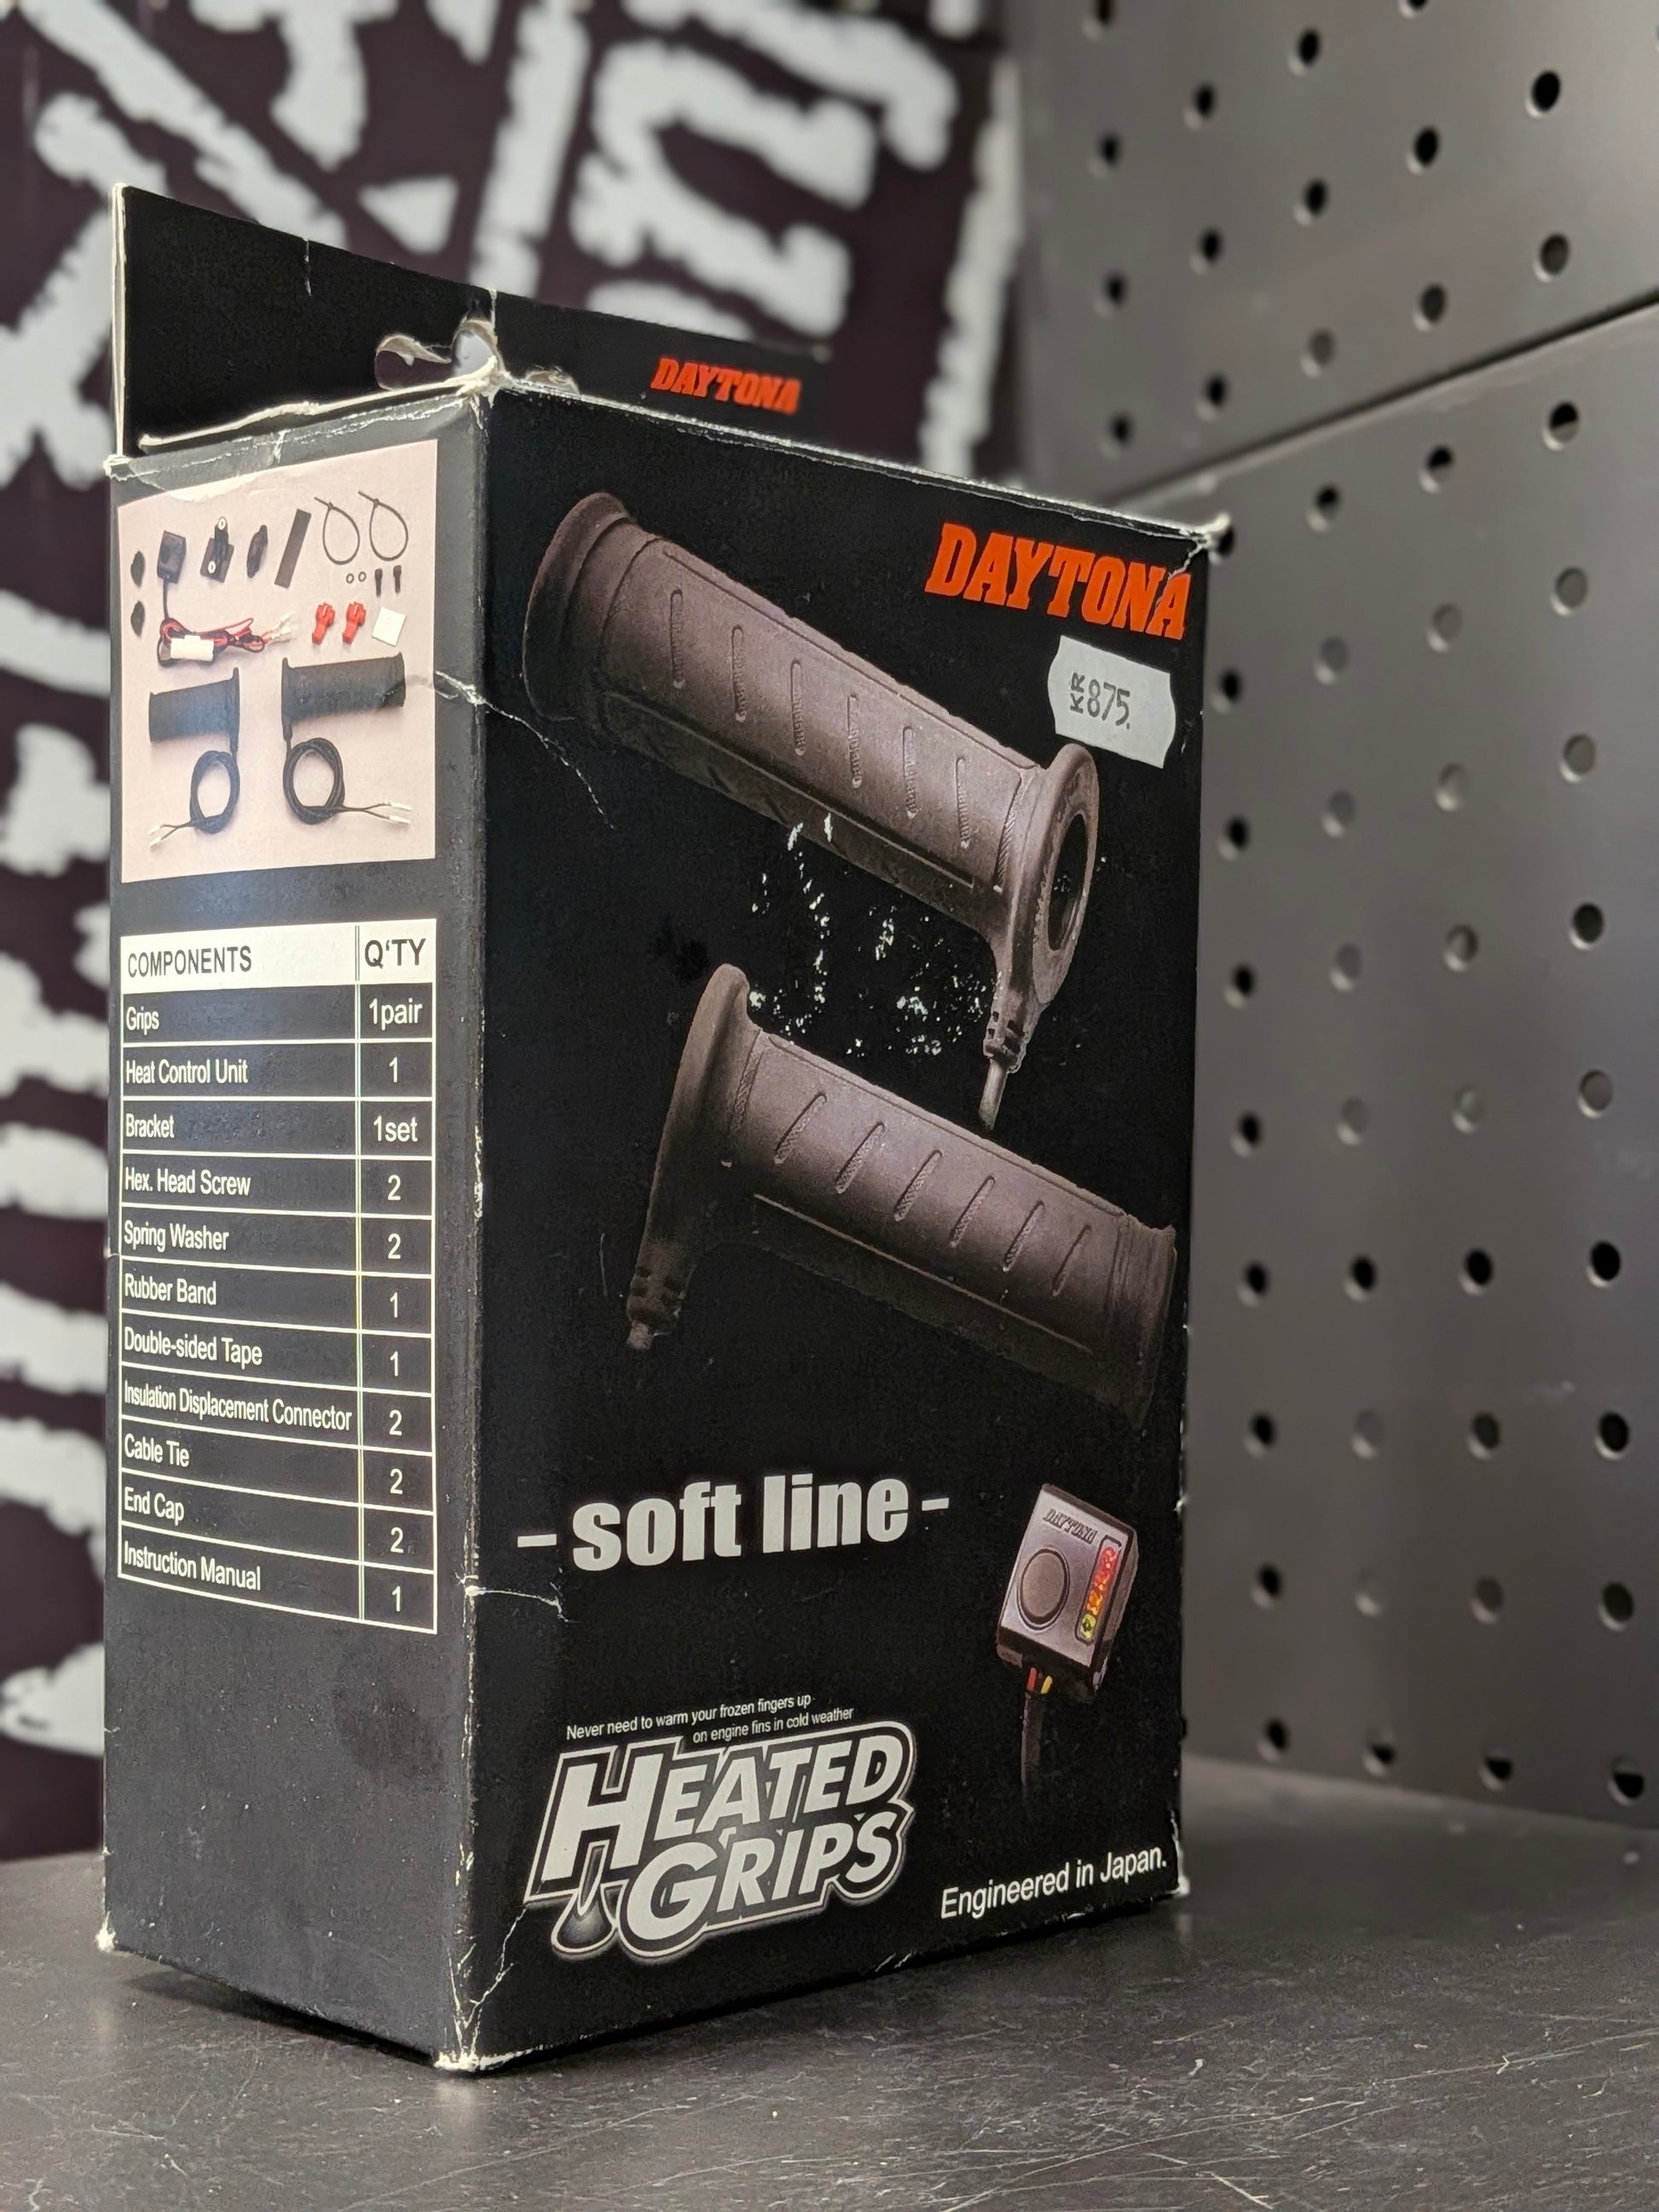 DAYTONA
COMPONENTS Q'TY
Grips 1pair
Heat Control Unit 1
Bracket 1set
Hex. Head Screw 2
Spring Washer 2
Rubber Band 1
Double-sided Tape 1
Insulation Displacement Connector 2
Cable Tie 2
End Cap 2
Instruction Manual 1
DAYTONA
KR 875.
-soft line-
DAYTONA
Never need to warm your frozen fingers up
on engine fins in cold weather
HEATED
GRIPS
Engineered in Japan.